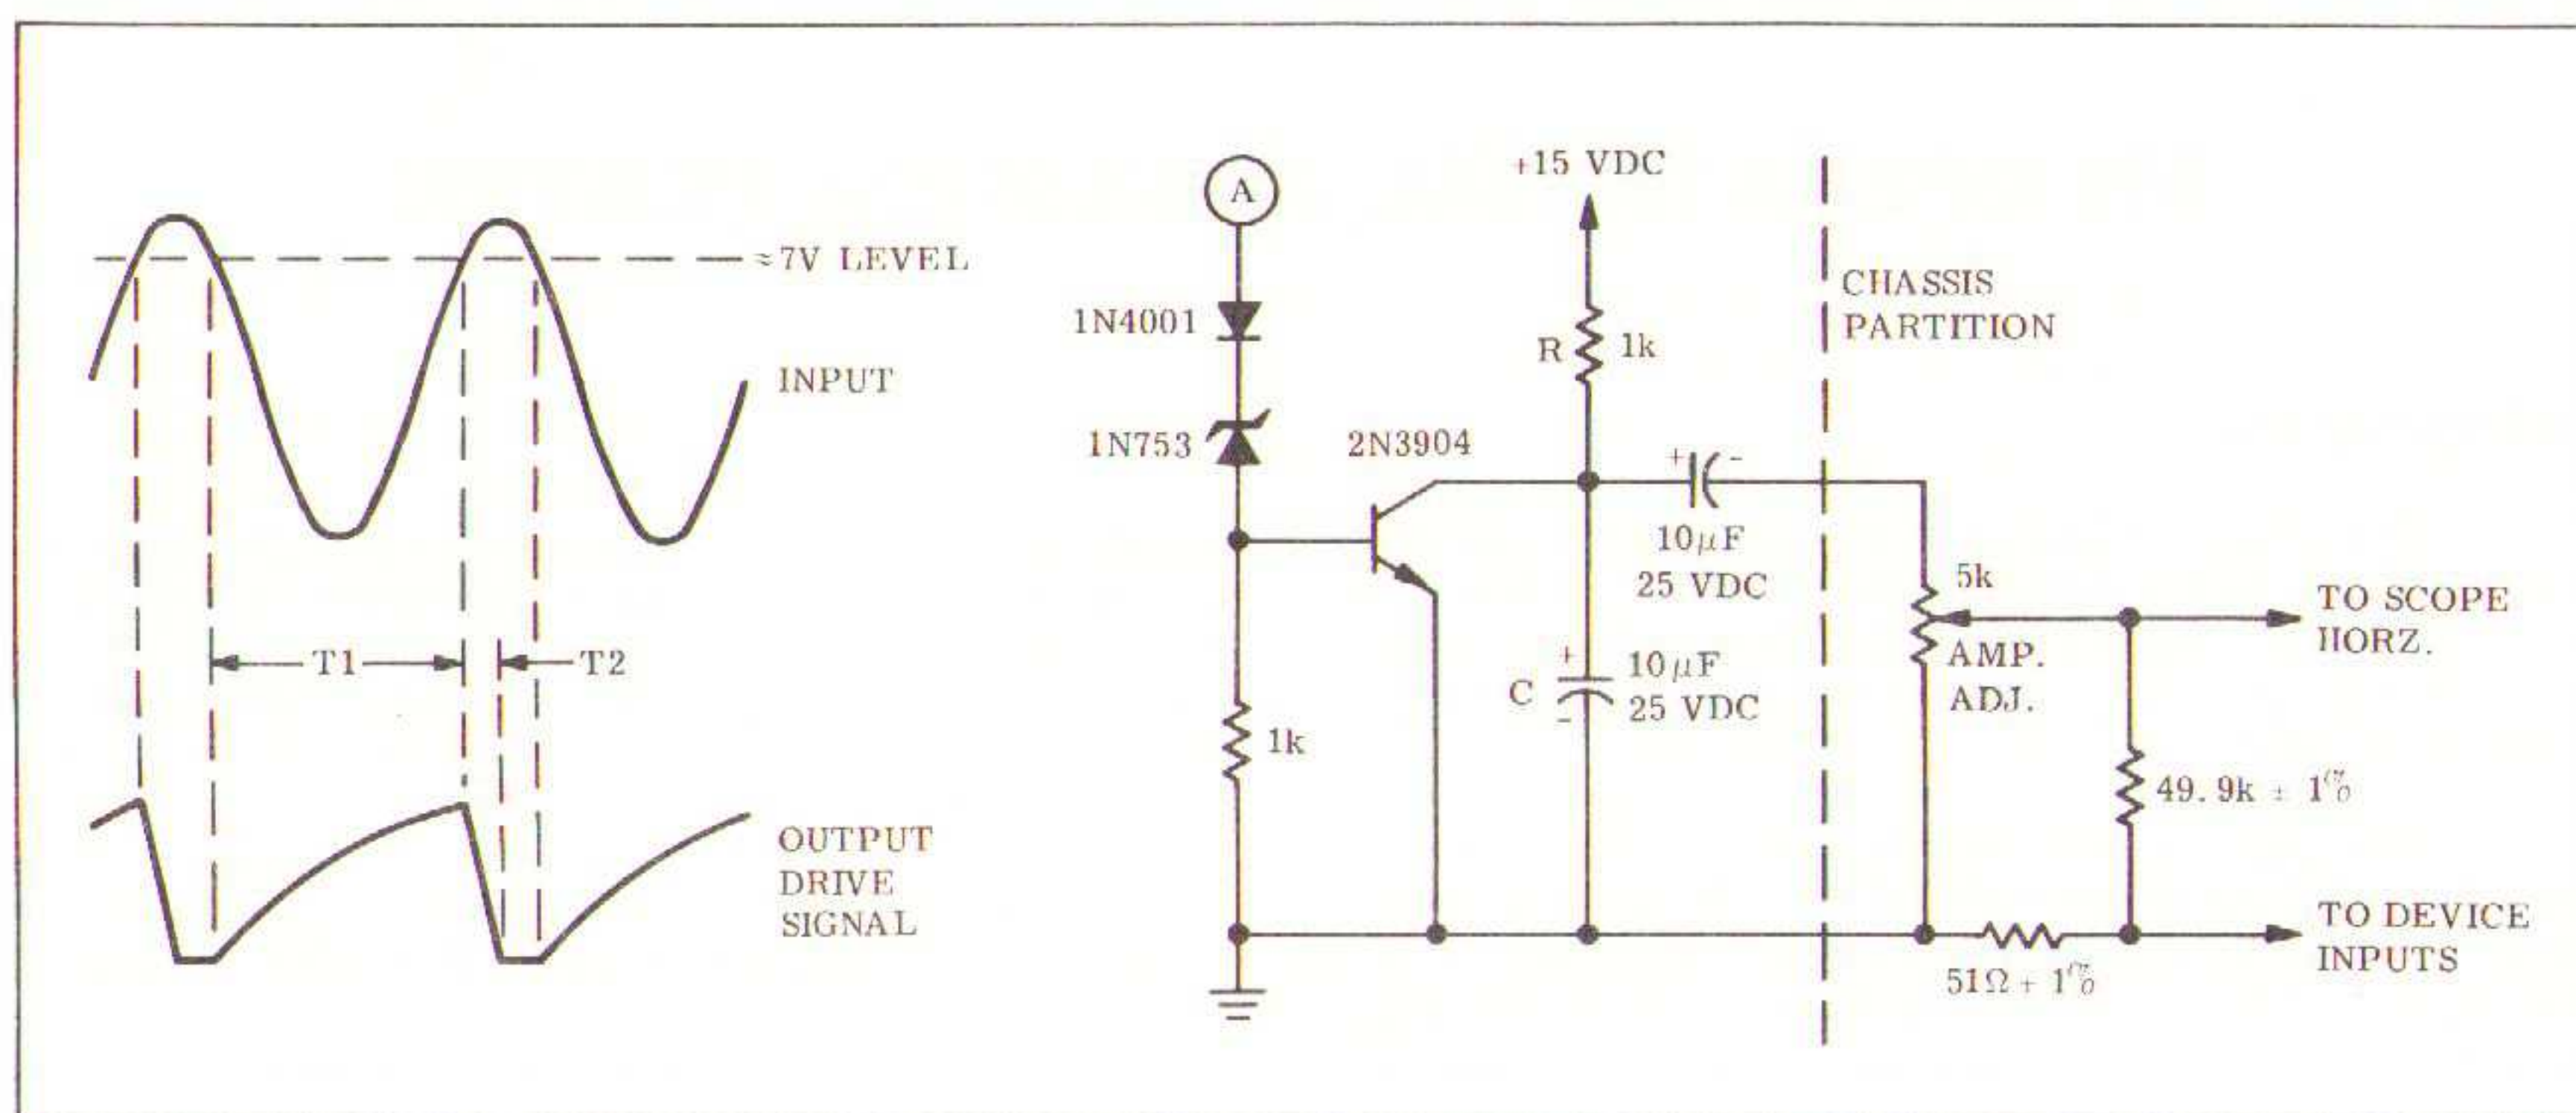 ≈7V LEVEL
INPUT
T1
T2
OUTPUT
DRIVE
SIGNAL
A
1N4001
1N753
2N3904
1k
+15 VDC
R
1k
+ -
10μF
25 VDC
+
C
-
10μF
25 VDC
CHASSIS
PARTITION
5k
AMP.
ADJ.
51Ω ± 1%
49.9k ± 1%
TO SCOPE
HORZ.
TO DEVICE
INPUTS